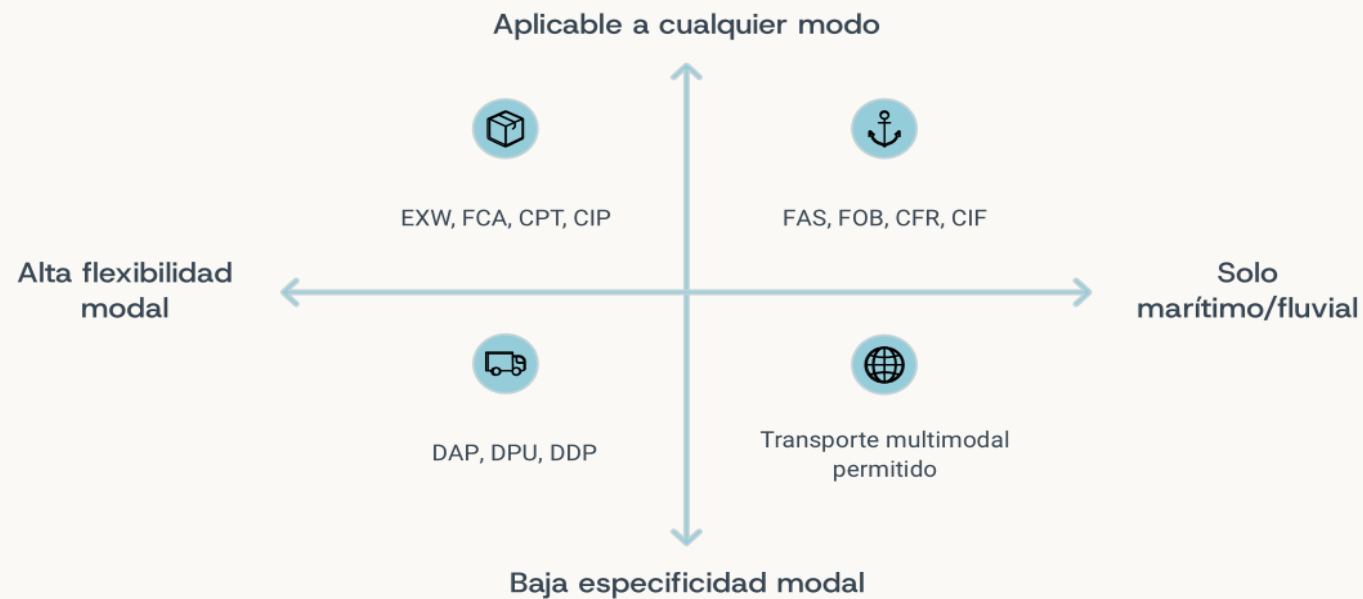 Aplicable a cualquier modo
EXW, FCA, CPT, CIP
FAS, FOB, CFR, CIF
Alta flexibilidad
modal
Solo
marítimo/fluvial
DAP, DPU, DDP
Transporte multimodal
permitido
Baja especificidad modal